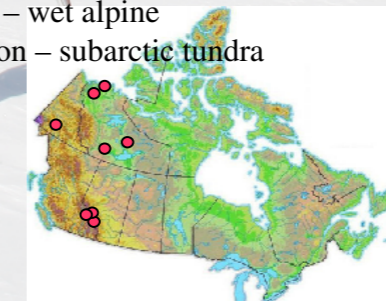 – wet alpine
on – subarctic tundra